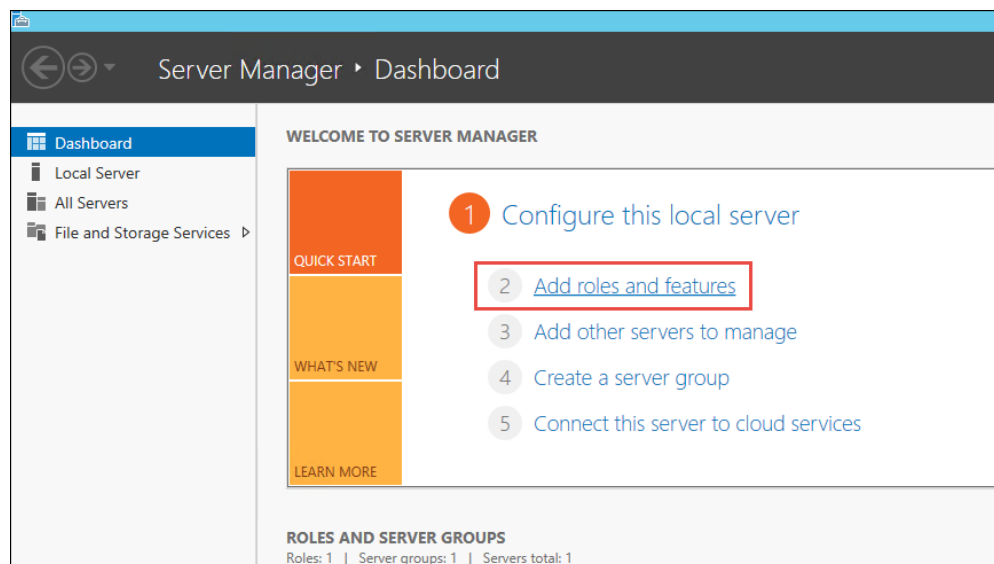 Server Manager ‣ Dashboard
Dashboard
Local Server
All Servers
File and Storage Services
WELCOME TO SERVER MANAGER
QUICK START
WHAT'S NEW
LEARN MORE
1 Configure this local server
2 Add roles and features
3 Add other servers to manage
4 Create a server group
5 Connect this server to cloud services
ROLES AND SERVER GROUPS
Roles: 1 | Server groups: 1 | Servers total: 1